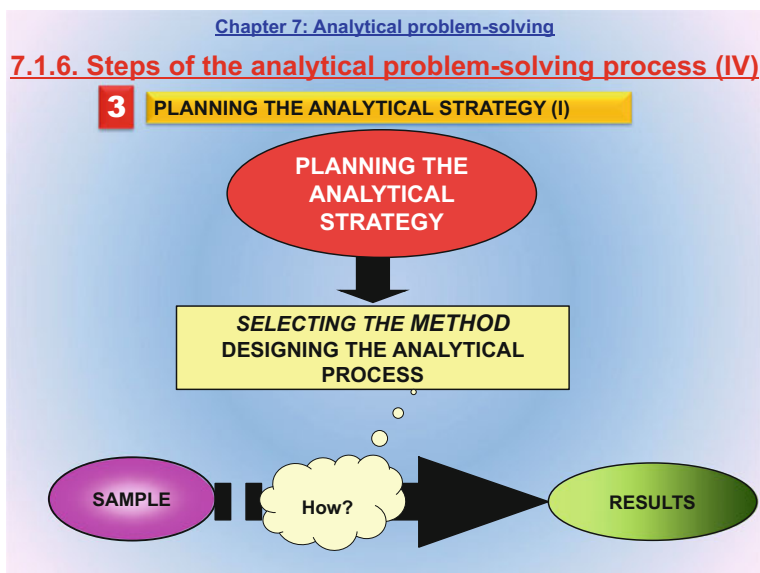 Chapter 7: Analytical problem-solving
7.1.6. Steps of the analytical problem-solving process (IV)
3 PLANNING THE ANALYTICAL STRATEGY (I)
PLANNING THE
ANALYTICAL
STRATEGY
SELECTING THE METHOD
DESIGNING THE ANALYTICAL
PROCESS
SAMPLE
How?
RESULTS